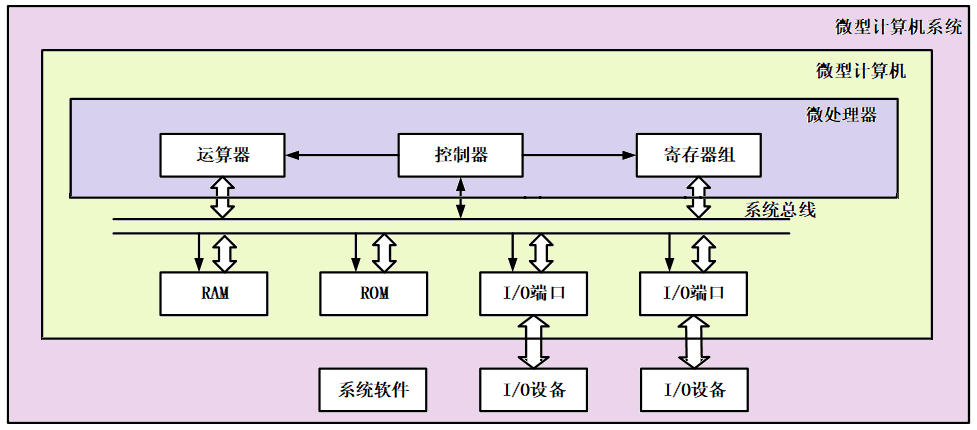 微型计算机系统
微型计算机
微处理器
运算器
控制器
寄存器组
系统总线
RAM
ROM
I/O端口
I/O端口
系统软件
I/O设备
I/O设备